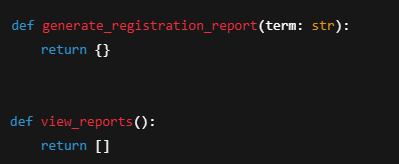 def generate_registration_report(term: str):
    return {}
def view_reports():
    return []